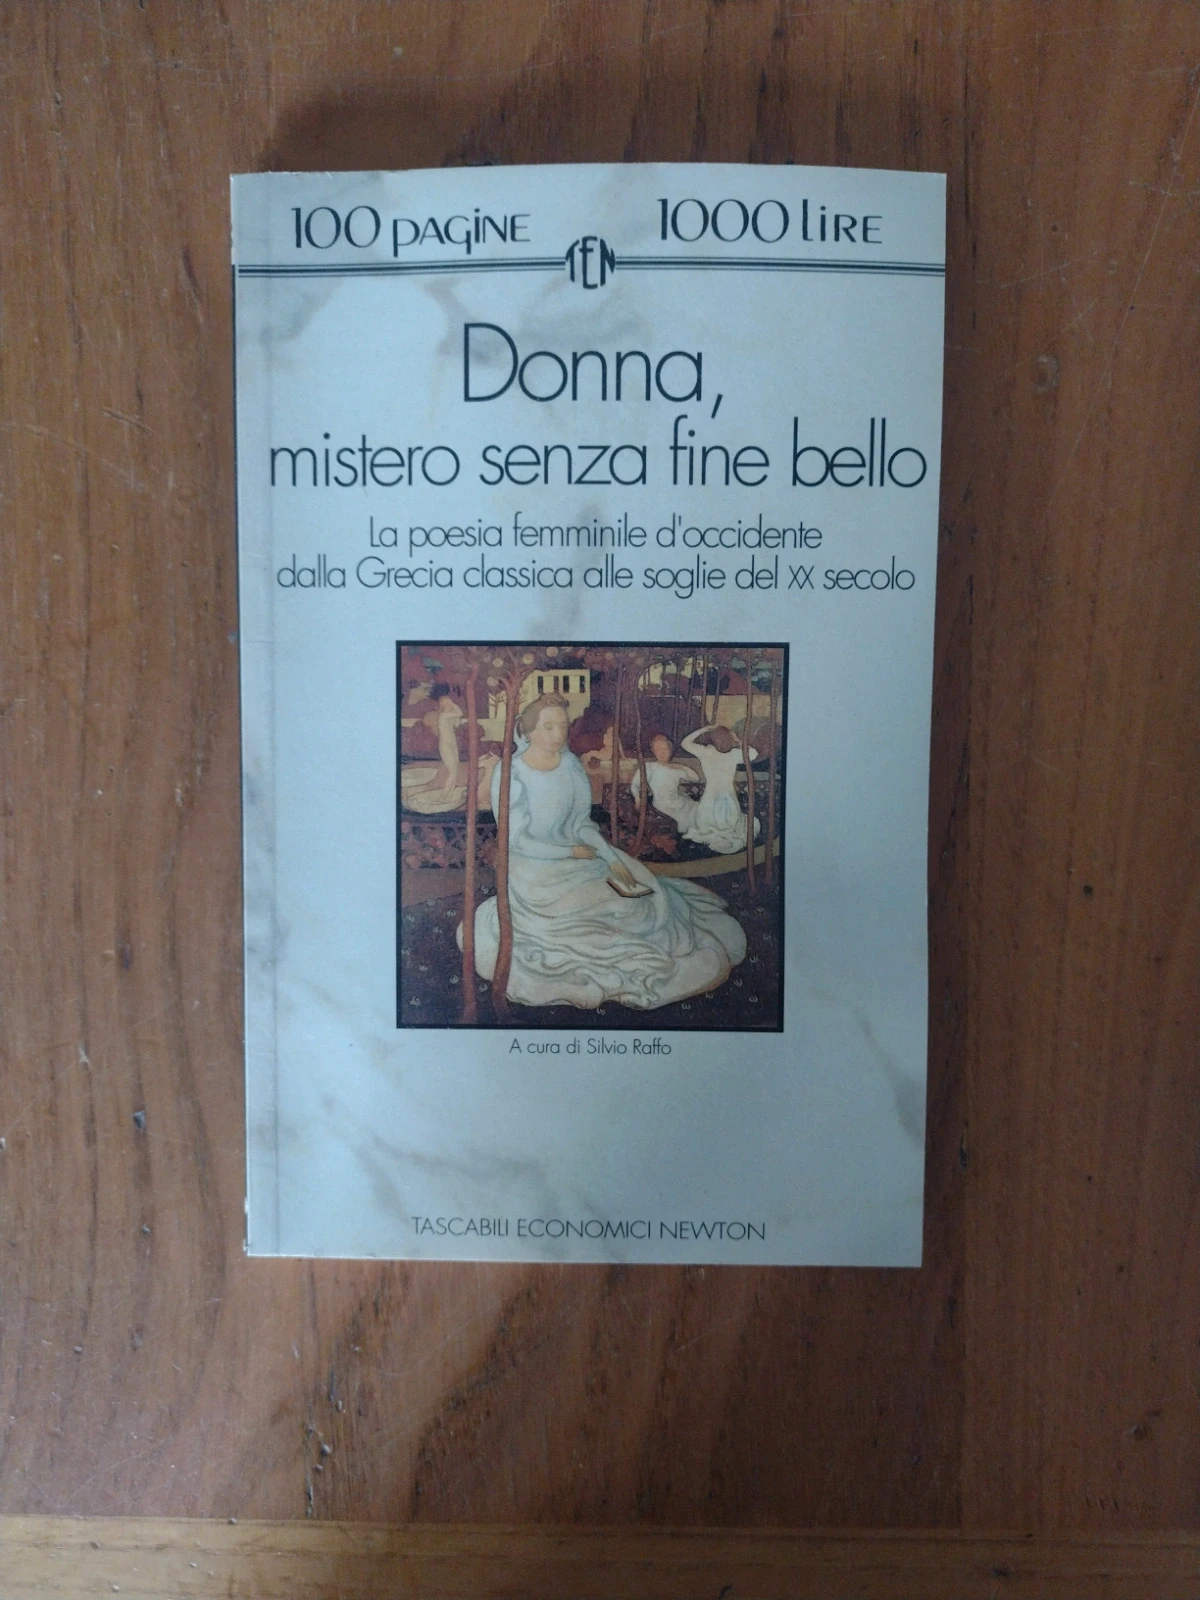 100 PAGINE 1000 LIRE
TEN
Donna,
mistero senza fine bello
La poesia femminile d'occidente
dalla Grecia classica alle soglie del XX secolo
A cura di Silvio Raffo
TASCABILI ECONOMICI NEWTON